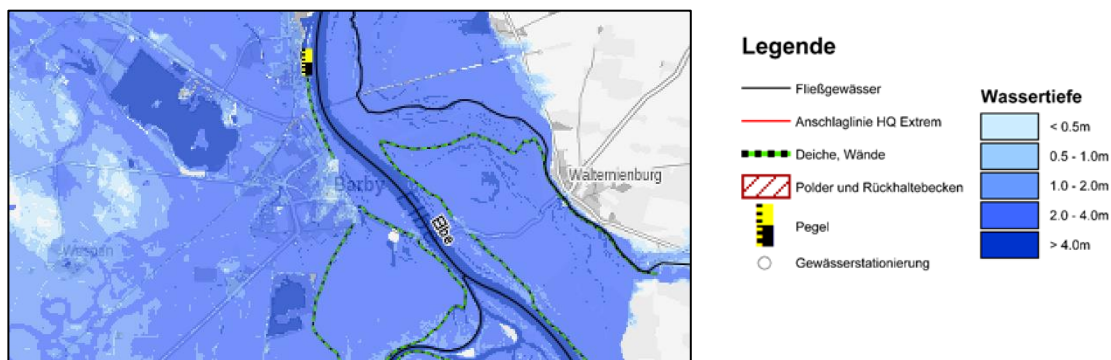 Barby
Elbe
Walternienburg
Wespen
Legende
Fließgewässer
Anschlaglinie HQ Extrem
Deiche, Wände
Polder und Rückhaltebecken
Pegel
Gewässerstationierung
Wassertiefe
< 0.5m
0.5 - 1.0m
1.0 - 2.0m
2.0 - 4.0m
> 4.0m